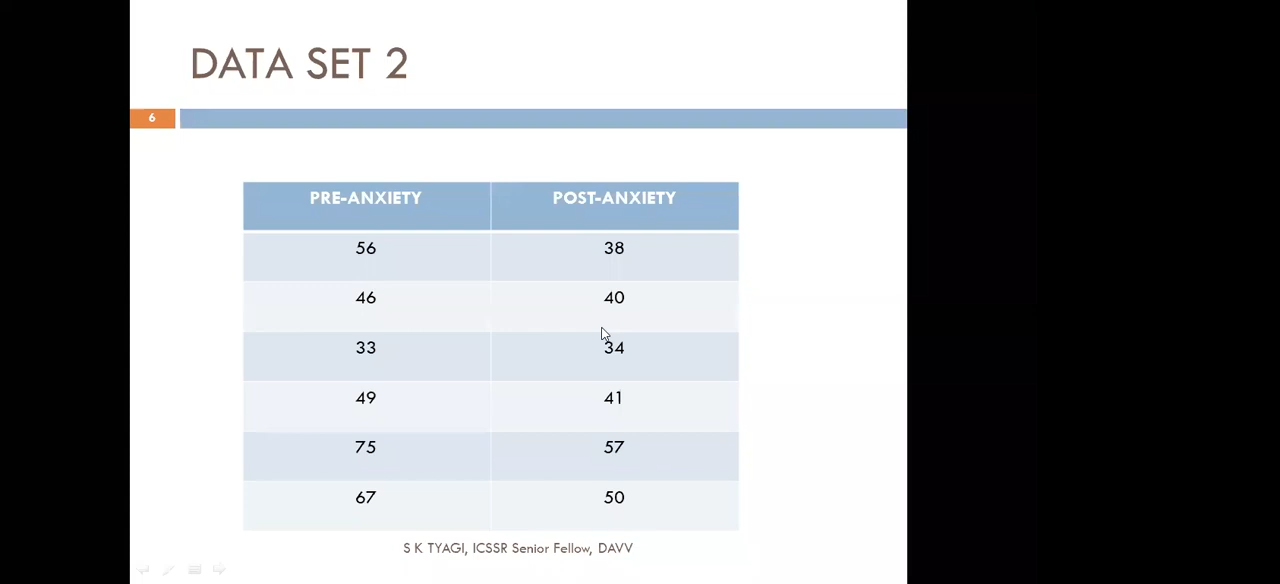 DATA SET 2
6
PRE-ANXIETY POST-ANXIETY
56 38
46 40
33 34
49 41
75 57
67 50
S K TYAGI, ICSSR Senior Fellow, DAVV